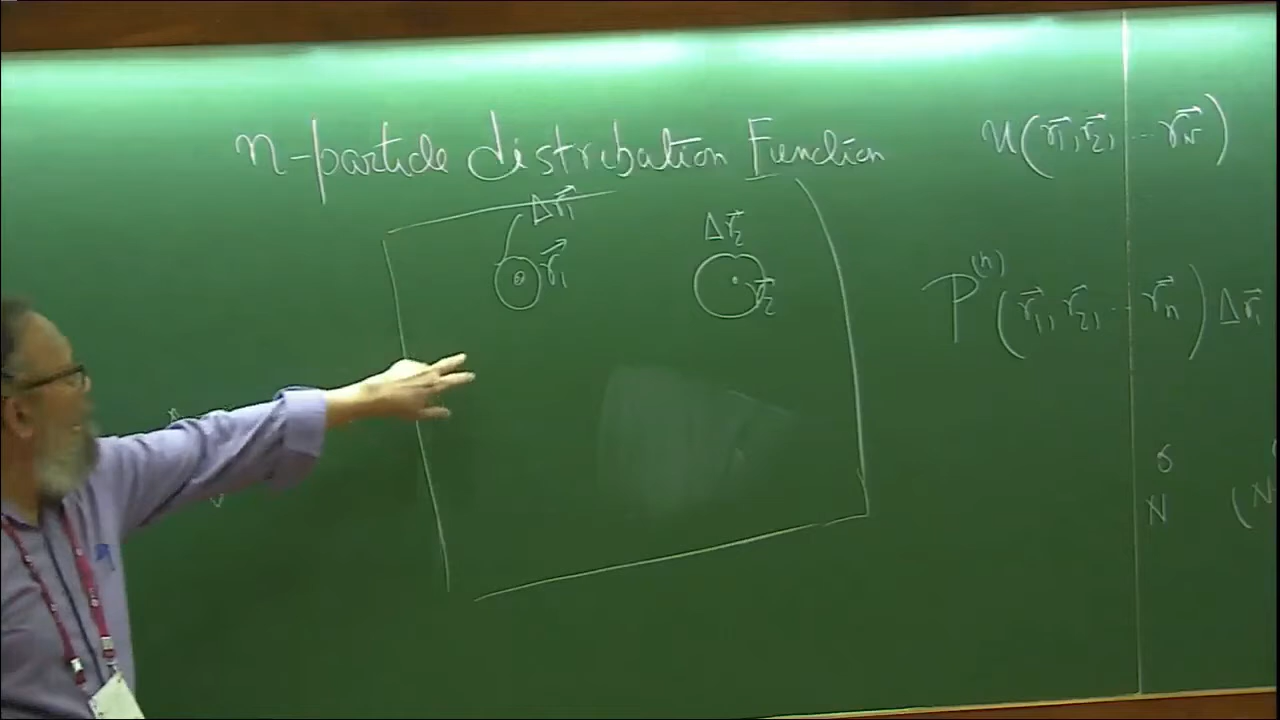 n-particle distribution Function
u(r⃗1, r⃗2, ... r⃗N)
Δr⃗1
Δr⃗2
r⃗1
r⃗2
P(n)(r⃗1, r⃗2, ... r⃗n) Δr⃗1
σ
N (N